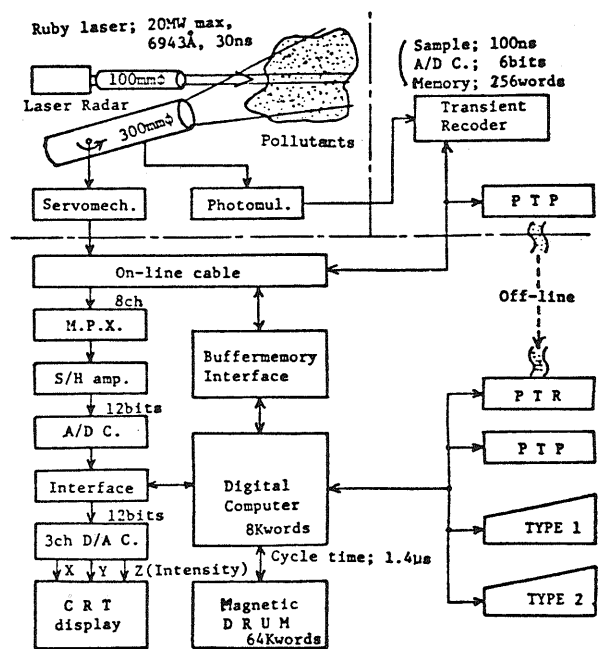 Ruby laser; 20MW max,
6943Å, 30ns
100mmφ
Laser Radar
300mmφ
Pollutants
Sample; 100ns
A/D C.; 6bits
Memory; 256words
Transient
Recoder
Servomech.
Photomul.
P T P
On-line cable
8ch
M.P.X.
S/H amp.
12bits
A/D C.
Interface
12bits
3ch D/A C.
X Y Z(Intensity)
C R T
display
Buffermemory
Interface
Digital
Computer
8Kwords
Cycle time; 1.4μs
Magnetic
D R U M
64Kwords
Off-line
P T R
P T P
TYPE 1
TYPE 2